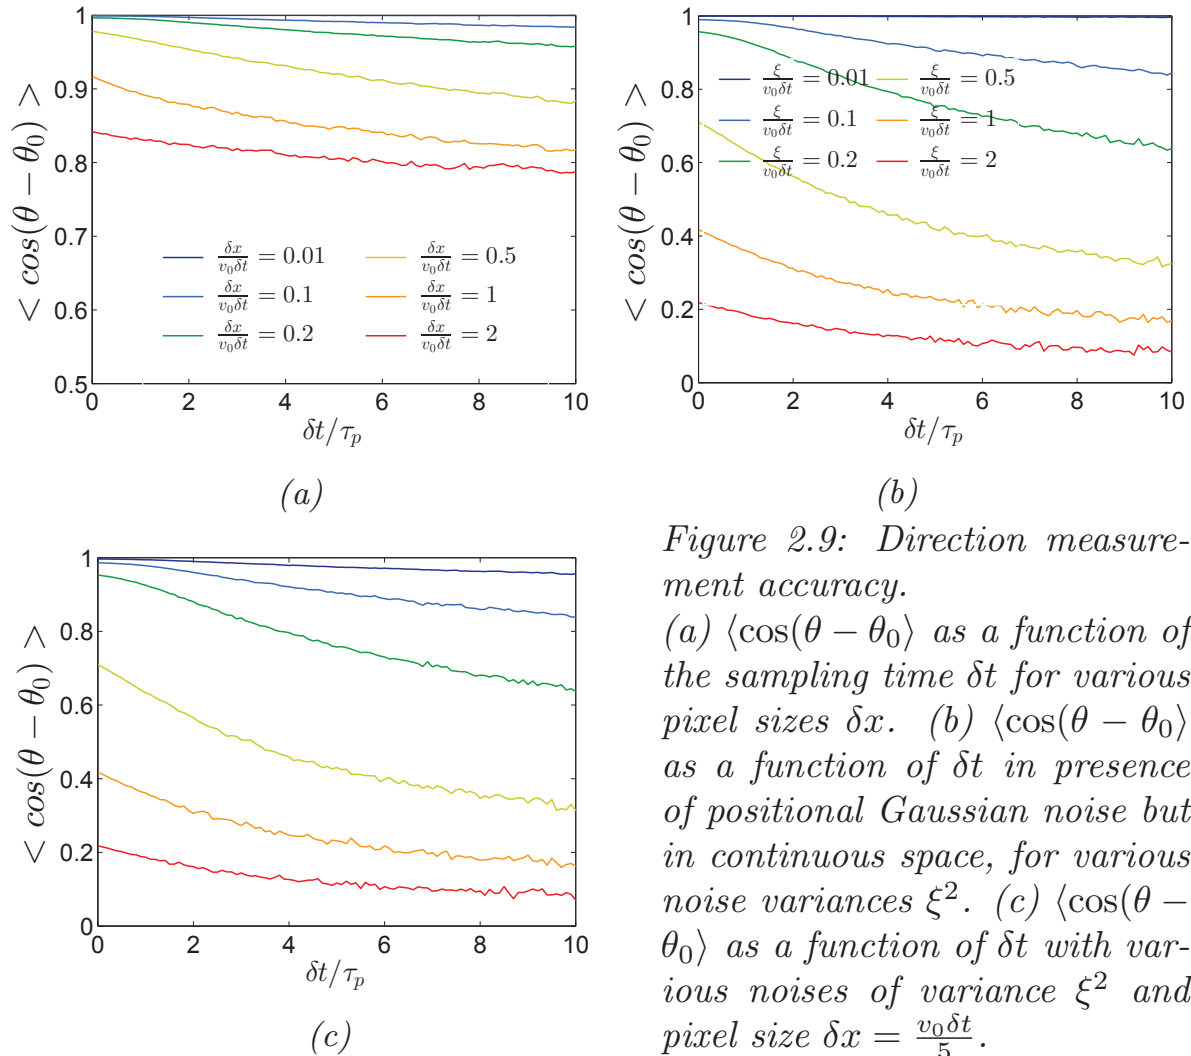 1
0.9
0.8
0.7
0.6
0.5
0 2 4 6 8 10
< cos(θ − θ₀) >
δt/τₚ
δx/v₀δt = 0.01
δx/v₀δt = 0.1
δx/v₀δt = 0.2
δx/v₀δt = 0.5
δx/v₀δt = 1
δx/v₀δt = 2
(a)
1
0.8
0.6
0.4
0.2
0
0 2 4 6 8 10
< cos(θ − θ₀) >
δt/τₚ
ξ/v₀δt = 0.01
ξ/v₀δt = 0.1
ξ/v₀δt = 0.2
ξ/v₀δt = 0.5
ξ/v₀δt = 1
ξ/v₀δt = 2
(b)
1
0.8
0.6
0.4
0.2
0
0 2 4 6 8 10
< cos(θ − θ₀) >
δt/τₚ
(c)
Figure 2.9: Direction measure-
ment accuracy.
(a) ⟨cos(θ − θ₀⟩ as a function of
the sampling time δt for various
pixel sizes δx. (b) ⟨cos(θ − θ₀⟩
as a function of δt in presence
of positional Gaussian noise but
in continuous space, for various
noise variances ξ². (c) ⟨cos(θ −
θ₀⟩ as a function of δt with var-
ious noises of variance ξ² and
pixel size δx = v₀δt/5.